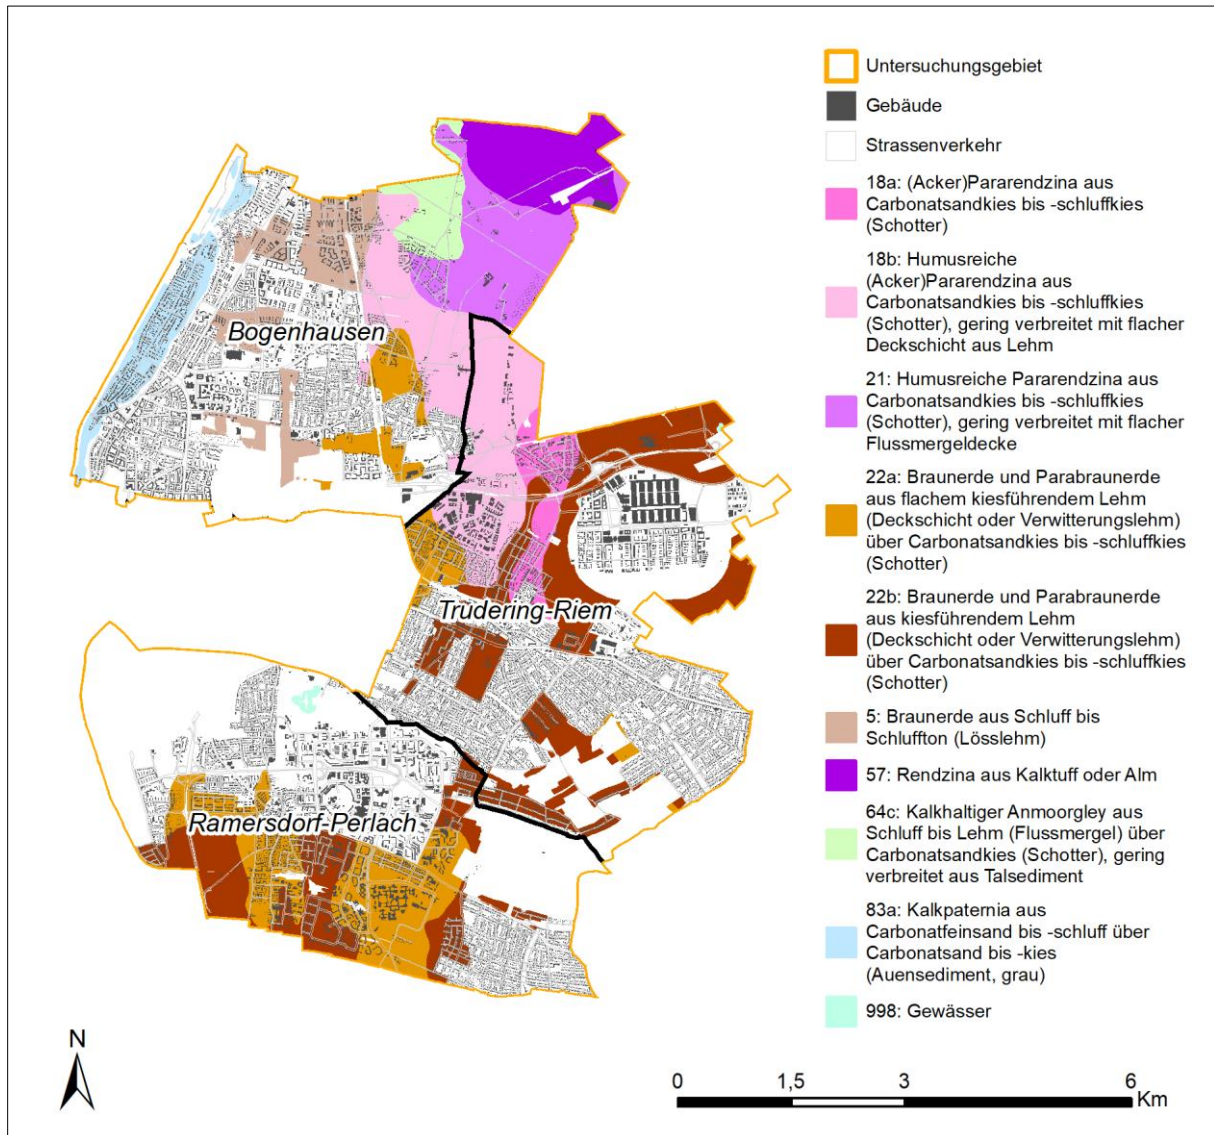 Untersuchungsgebiet
Gebäude
Strassenverkehr
18a: (Acker)Pararendzina aus
Carbonatsandkies bis -schluffkies
(Schotter)
18b: Humusreiche
(Acker)Pararendzina aus
Carbonatsandkies bis -schluffkies
(Schotter), gering verbreitet mit flacher
Deckschicht aus Lehm
21: Humusreiche Pararendzina aus
Carbonatsandkies bis -schluffkies
(Schotter), gering verbreitet mit flacher
Flussmergeldecke
22a: Braunerde und Parabraunerde
aus flachem kiesführendem Lehm
(Deckschicht oder Verwitterungslehm)
über Carbonatsandkies bis -schluffkies
(Schotter)
22b: Braunerde und Parabraunerde
aus kiesführendem Lehm
(Deckschicht oder Verwitterungslehm)
über Carbonatsandkies bis -schluffkies
(Schotter)
5: Braunerde aus Schluff bis
Schluffton (Lösslehm)
57: Rendzina aus Kalktuff oder Alm
64c: Kalkhaltiger Anmoorgley aus
Schluff bis Lehm (Flussmergel) über
Carbonatsandkies (Schotter), gering
verbreitet aus Talsediment
83a: Kalkpaternia aus
Carbonatfeinsand bis -schluff über
Carbonatsand bis -kies
(Auensediment, grau)
998: Gewässer
Bogenhausen
Trudering-Riem
Ramersdorf-Perlach
N
0 1,5 3 6
Km